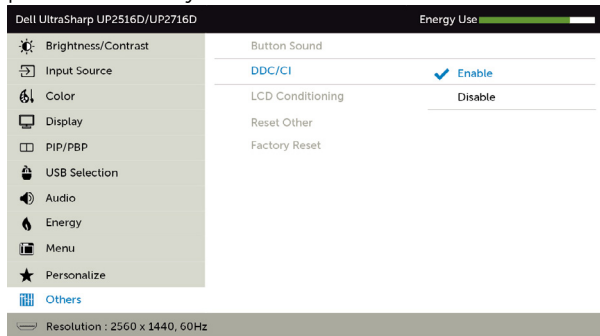 Dell UltraSharp UP2516D/UP2716D
Energy Use
Brightness/Contrast
Input Source
Color
Display
PIP/PBP
USB Selection
Audio
Energy
Menu
Personalize
Others
Button Sound
DDC/CI
LCD Conditioning
Reset Other
Factory Reset
Enable
Disable
Resolution : 2560 x 1440, 60Hz